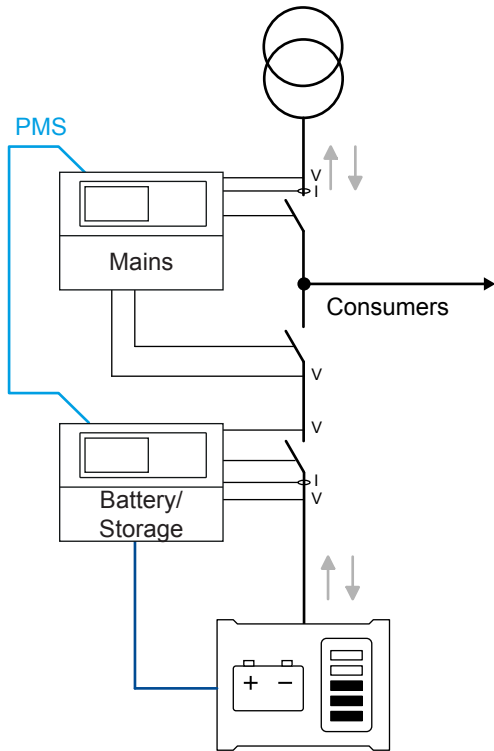 PMS
V
I
Mains
Consumers
V
V
I
V
Battery/
Storage
+ −